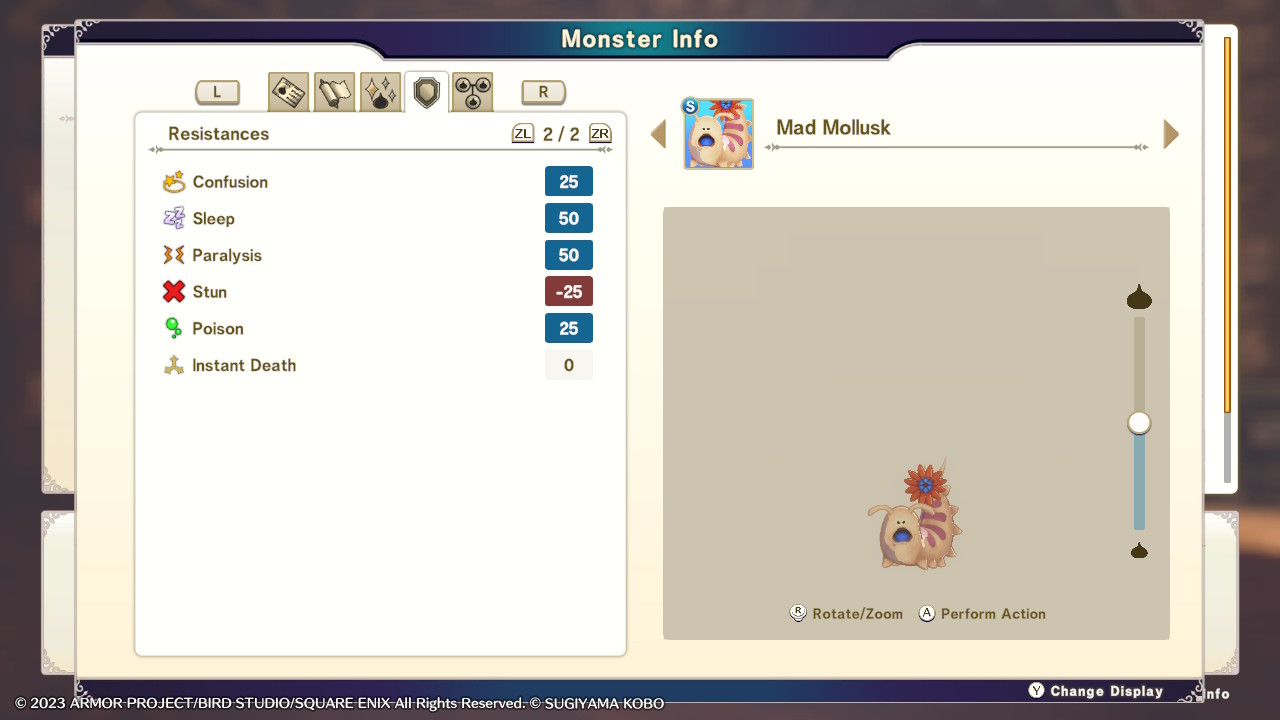 Monster Info
L
R
Resistances
ZL 2 / 2 ZR
Confusion 25
Sleep 50
Paralysis 50
Stun -25
Poison 25
Instant Death 0
S
Mad Mollusk
R Rotate/Zoom A Perform Action
Y Change Display
nfo
© 2023 ARMOR PROJECT/BIRD STUDIO/SQUARE ENIX All Rights Reserved. © SUGIYAMA KOBO